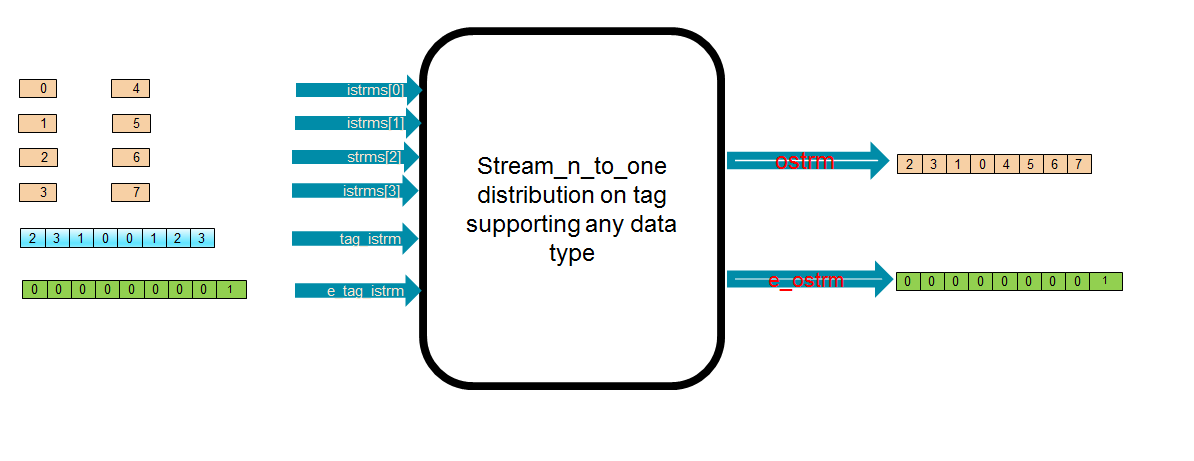 0 4 istrms[0]
1 5 istrms[1]
2 6 strms[2]
3 7 istrms[3]
2 3 1 0 0 1 2 3 tag_istrm
0 0 0 0 0 0 0 0 1 e_tag_istrm
Stream_n_to_one
distribution on tag
supporting any data
type
ostrm 2 3 1 0 4 5 6 7
e_ostrm 0 0 0 0 0 0 0 0 1